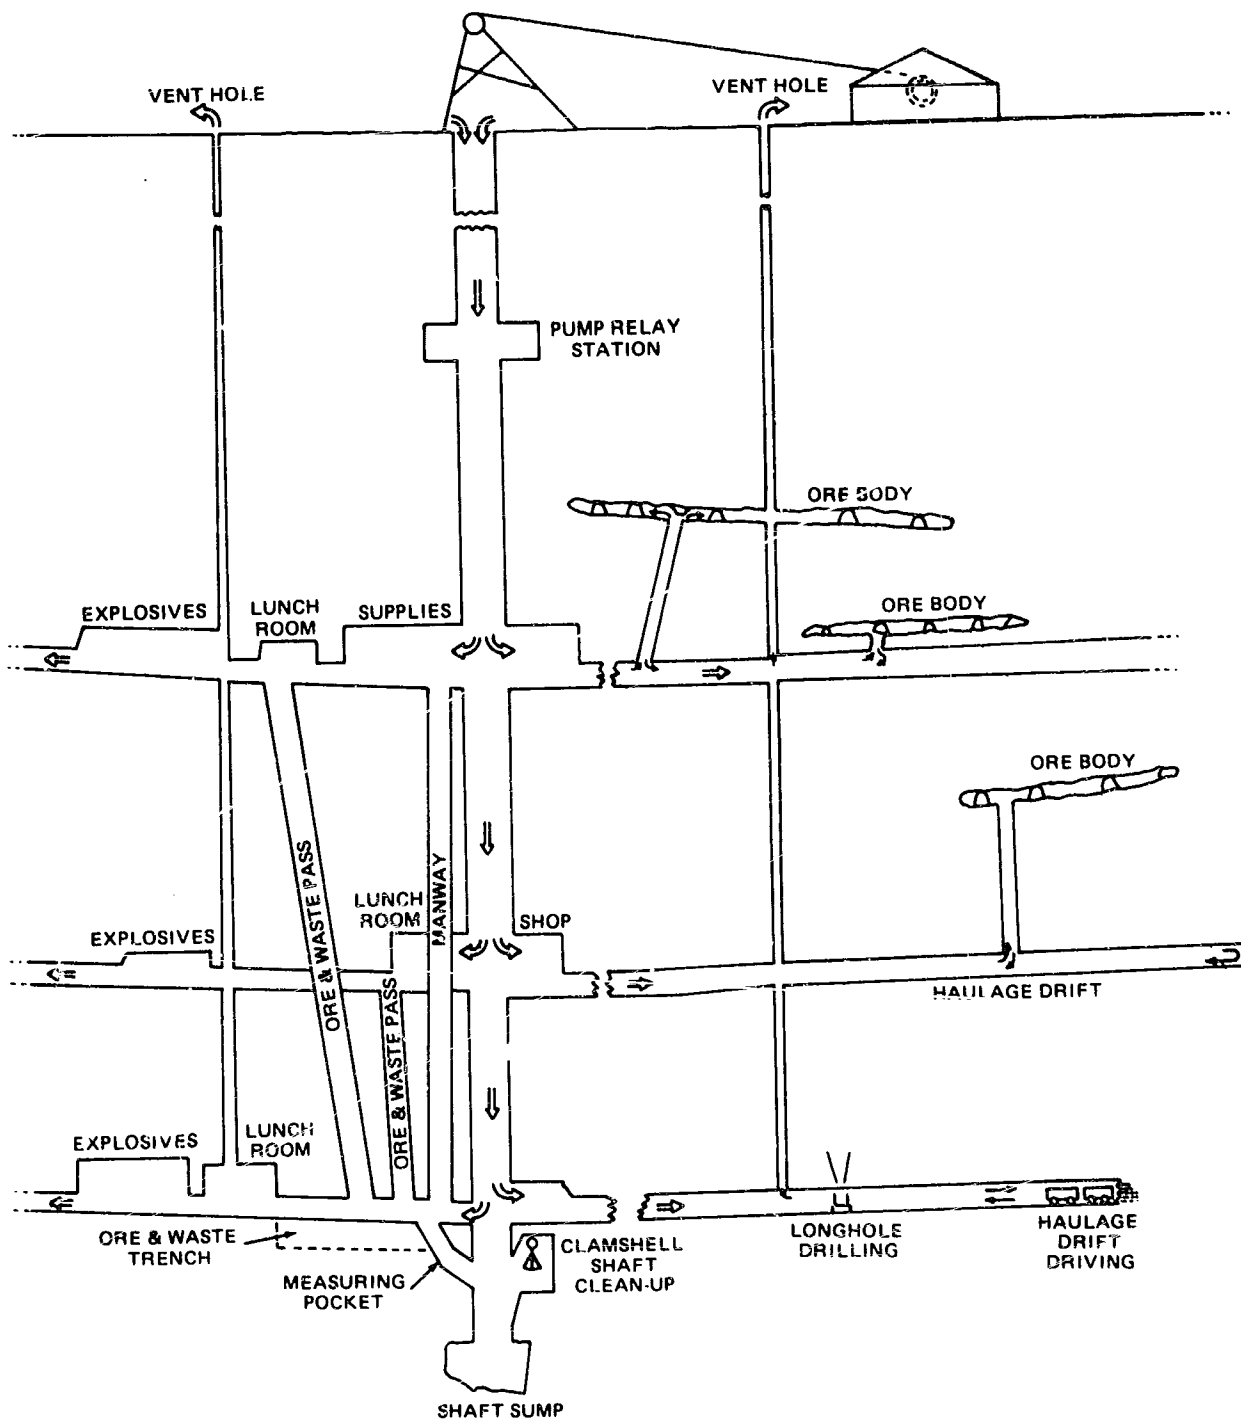 VENT HOLE
VENT HOLE
PUMP RELAY
STATION
ORE BODY
EXPLOSIVES
LUNCH
ROOM
SUPPLIES
ORE BODY
ORE BODY
ORE & WASTE PASS
MANWAY
LUNCH
ROOM
SHOP
EXPLOSIVES
ORE & WASTE PASS
HAULAGE DRIFT
EXPLOSIVES
LUNCH
ROOM
ORE & WASTE
TRENCH
MEASURING
POCKET
CLAMSHELL
SHAFT
CLEAN-UP
LONGHOLE
DRILLING
HAULAGE
DRIFT
DRIVING
SHAFT SUMP